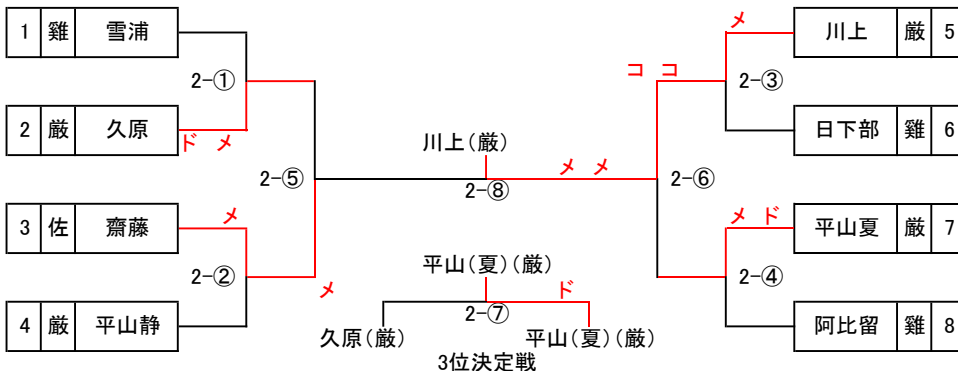 1 雞 雪浦
2-①
2 厳 久原
ド メ
2-⑤
3 佐 齋藤
メ
2-②
メ
4 厳 平山静
川上(厳)
2-⑧
メ メ
平山(夏)(厳)
ド
2-⑦
久原(厳)
平山(夏)(厳)
3位決定戦
メ
川上 厳 5
コ コ
2-③
日下部 雞 6
2-⑥
メ ド
平山夏 厳 7
2-④
阿比留 雞 8